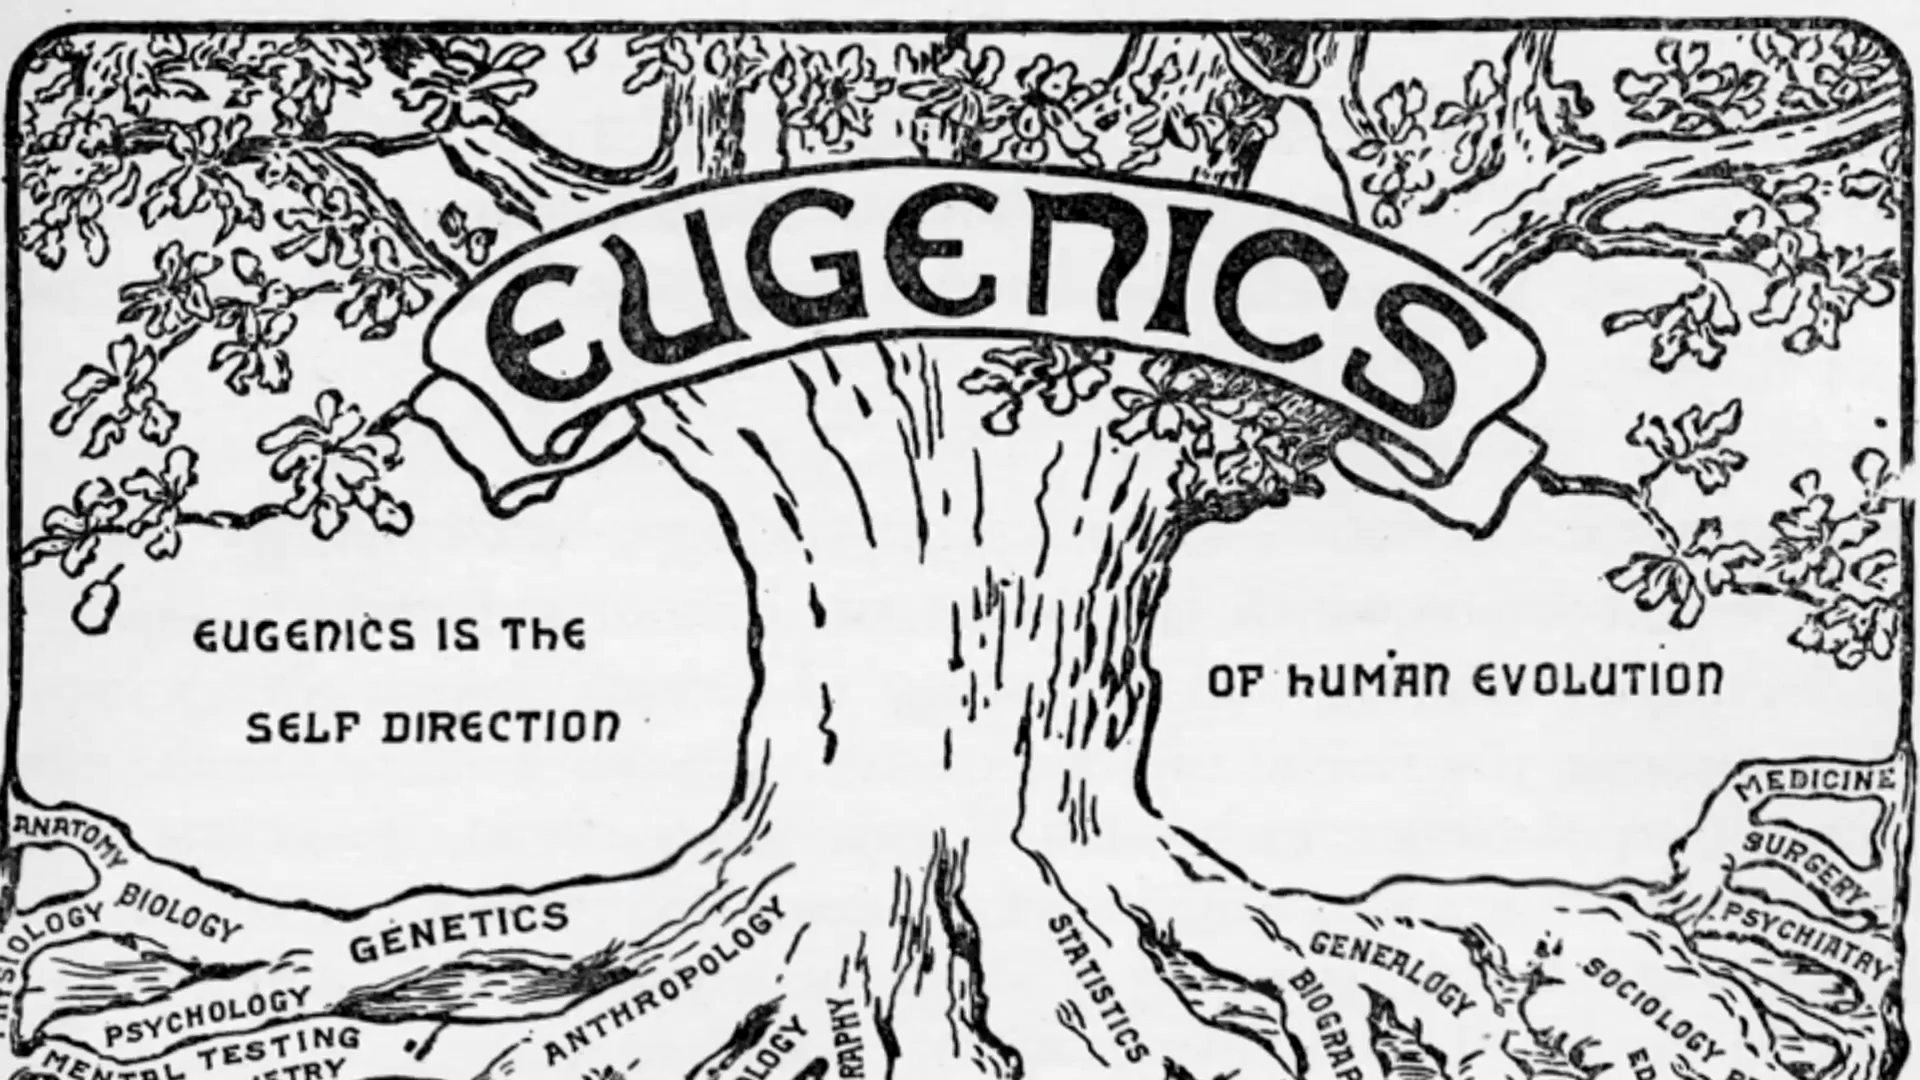 EUGENICS
EUGENICS IS THE
SELF DIRECTION
OF HUMAN EVOLUTION
ANATOMY
BIOLOGY
GENETICS
PSYCHOLOGY
MENTAL TESTING
ANTHROPOLOGY
STATISTICS
GENEALOGY
SOCIOLOGY
MEDICINE
SURGERY
PSYCHIATRY